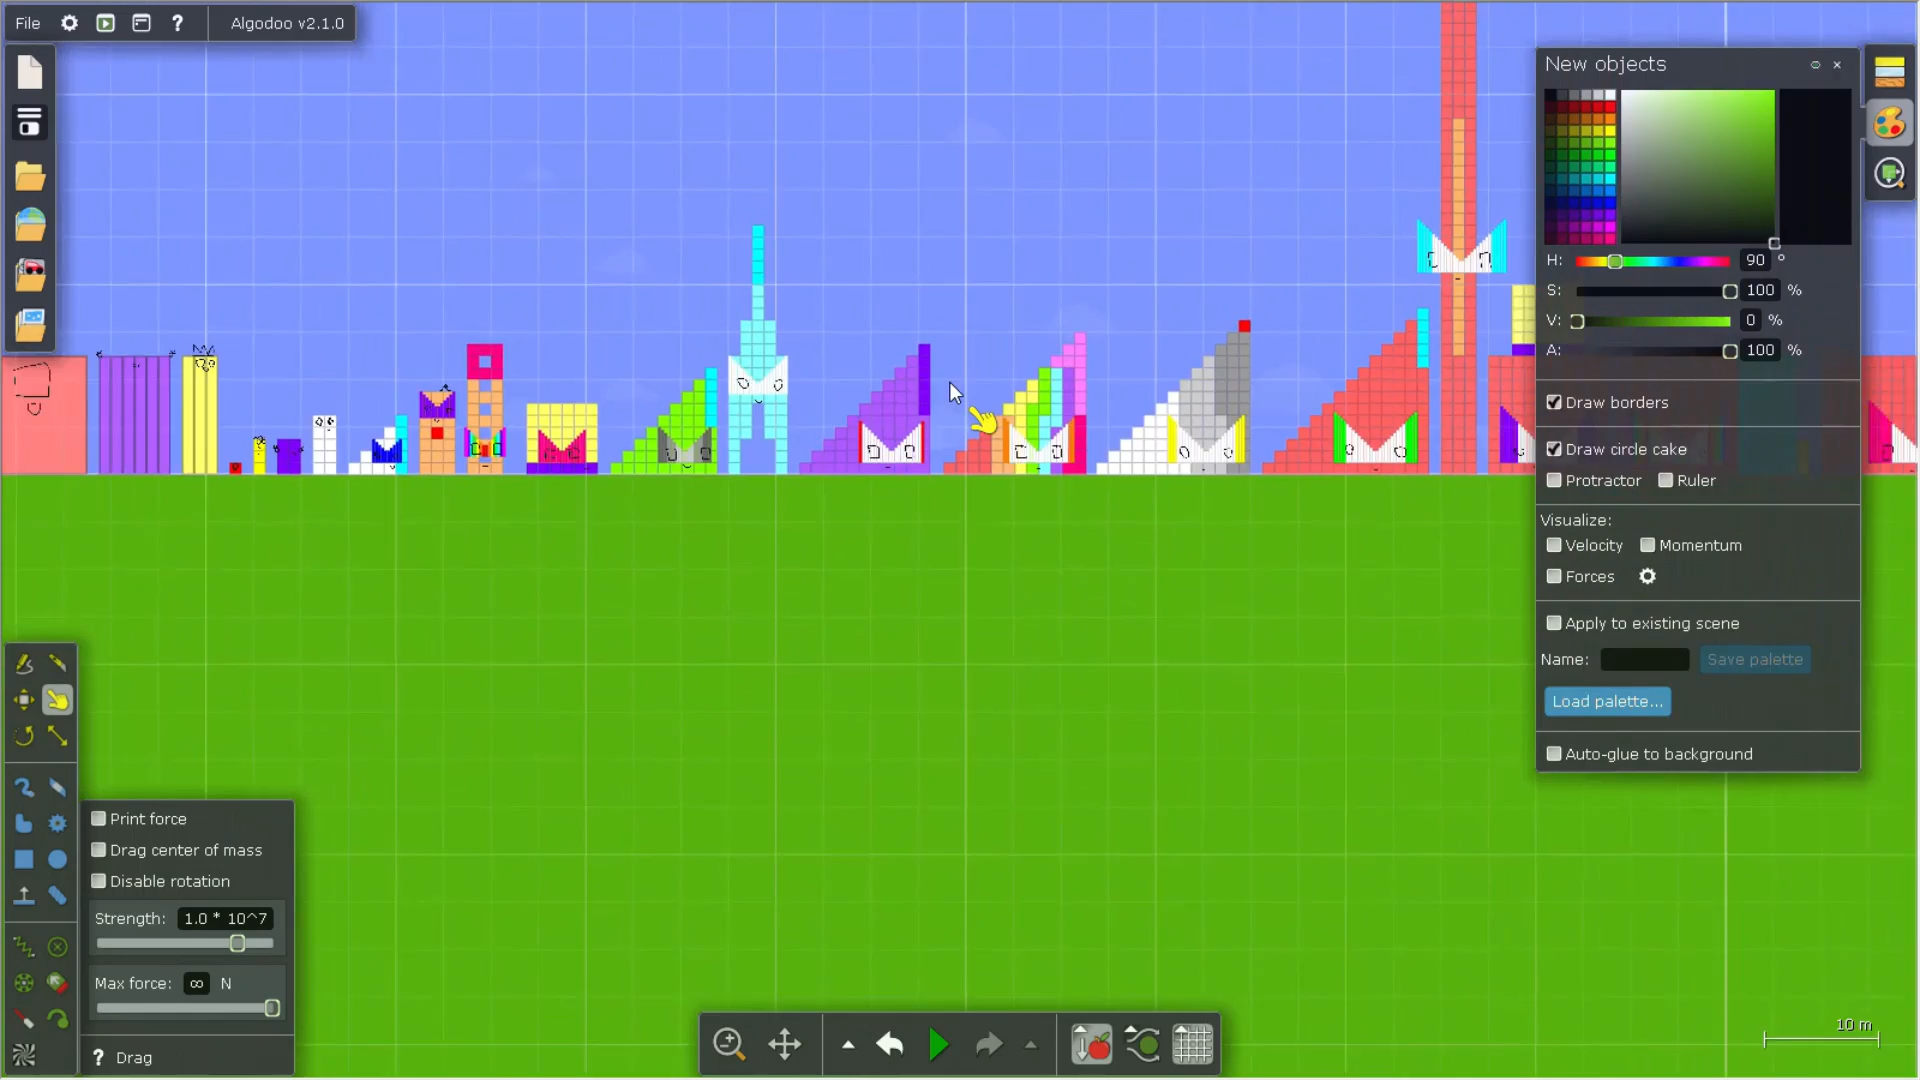 File ? Algodoo v2.1.0
New objects
H: 90 °
S: 100 %
V: 0 %
A: 100 %
Draw borders
Draw circle cake
Protractor Ruler
Visualize:
Velocity Momentum
Forces
Apply to existing scene
Name: Save palette
Load palette...
Auto-glue to background
Print force
Drag center of mass
Disable rotation
Strength: 1.0 * 10^7
Max force: ∞ N
? Drag
10 m